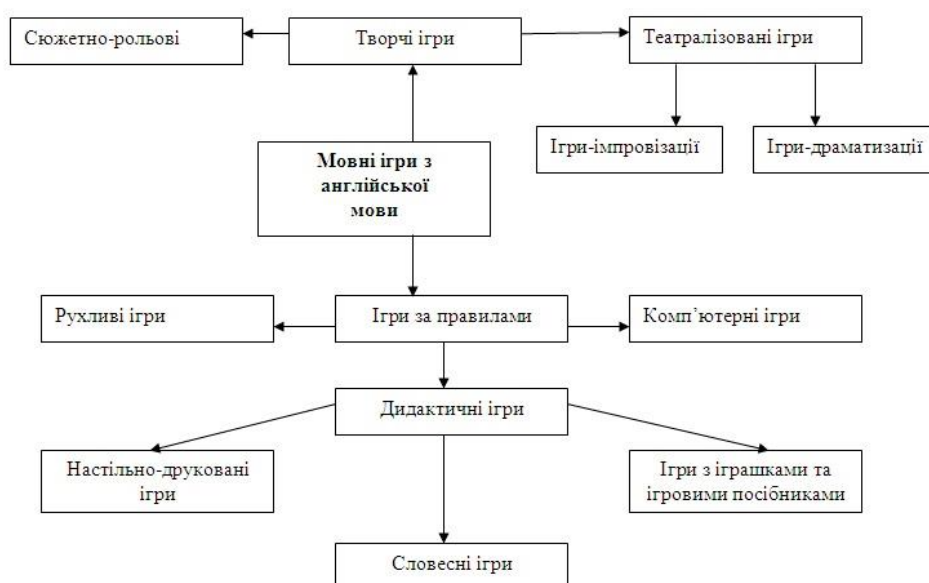 Сюжетно-рольові
Творчі ігри
Театралізовані ігри
Ігри-імпровізації
Ігри-драматизації
Мовні ігри з
англійської
мови
Рухливі ігри
Ігри за правилами
Комп’ютерні ігри
Дидактичні ігри
Настільно-друковані
ігри
Ігри з іграшками та
ігровими посібниками
Словесні ігри